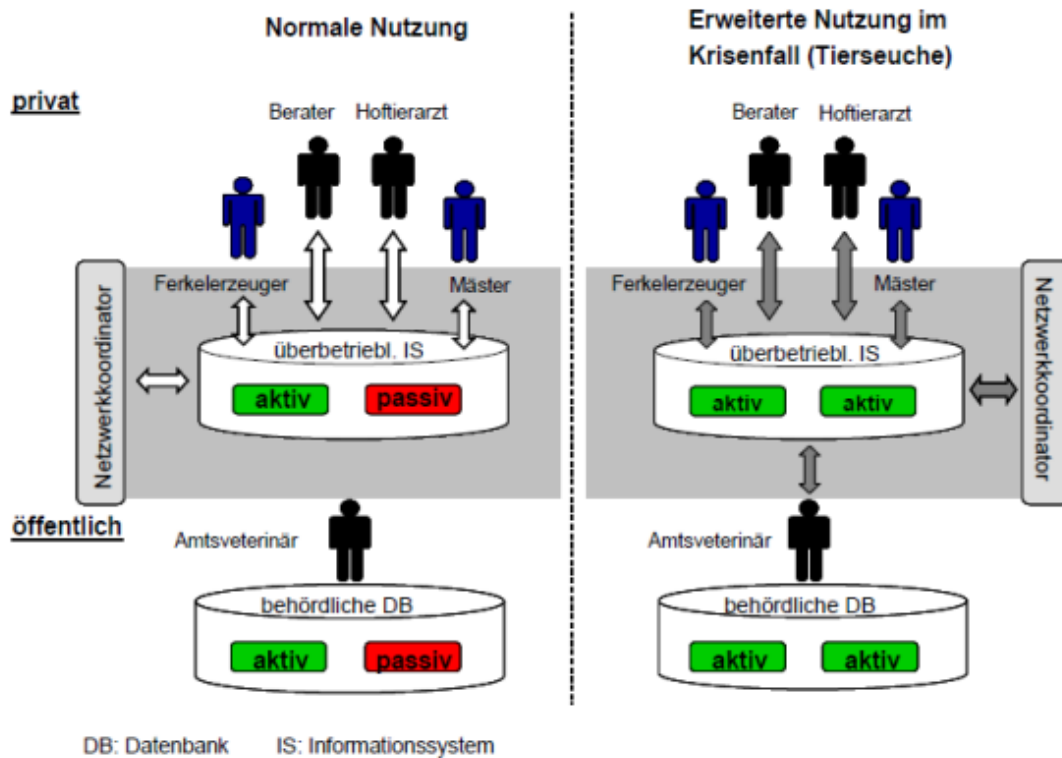 Normale Nutzung
Erweiterte Nutzung im
Krisenfall (Tierseuche)
privat
Berater
Hoftierarzt
Ferkelerzeuger
Mäster
Netzwerkkoordinator
überbetriebl. IS
aktiv
passiv
öffentlich
Amtsveterinär
behördliche DB
aktiv
passiv
Berater
Hoftierarzt
Ferkelerzeuger
Mäster
Netzwerkkoordinator
überbetriebl. IS
aktiv
aktiv
Amtsveterinär
behördliche DB
aktiv
aktiv
DB: Datenbank IS: Informationssystem